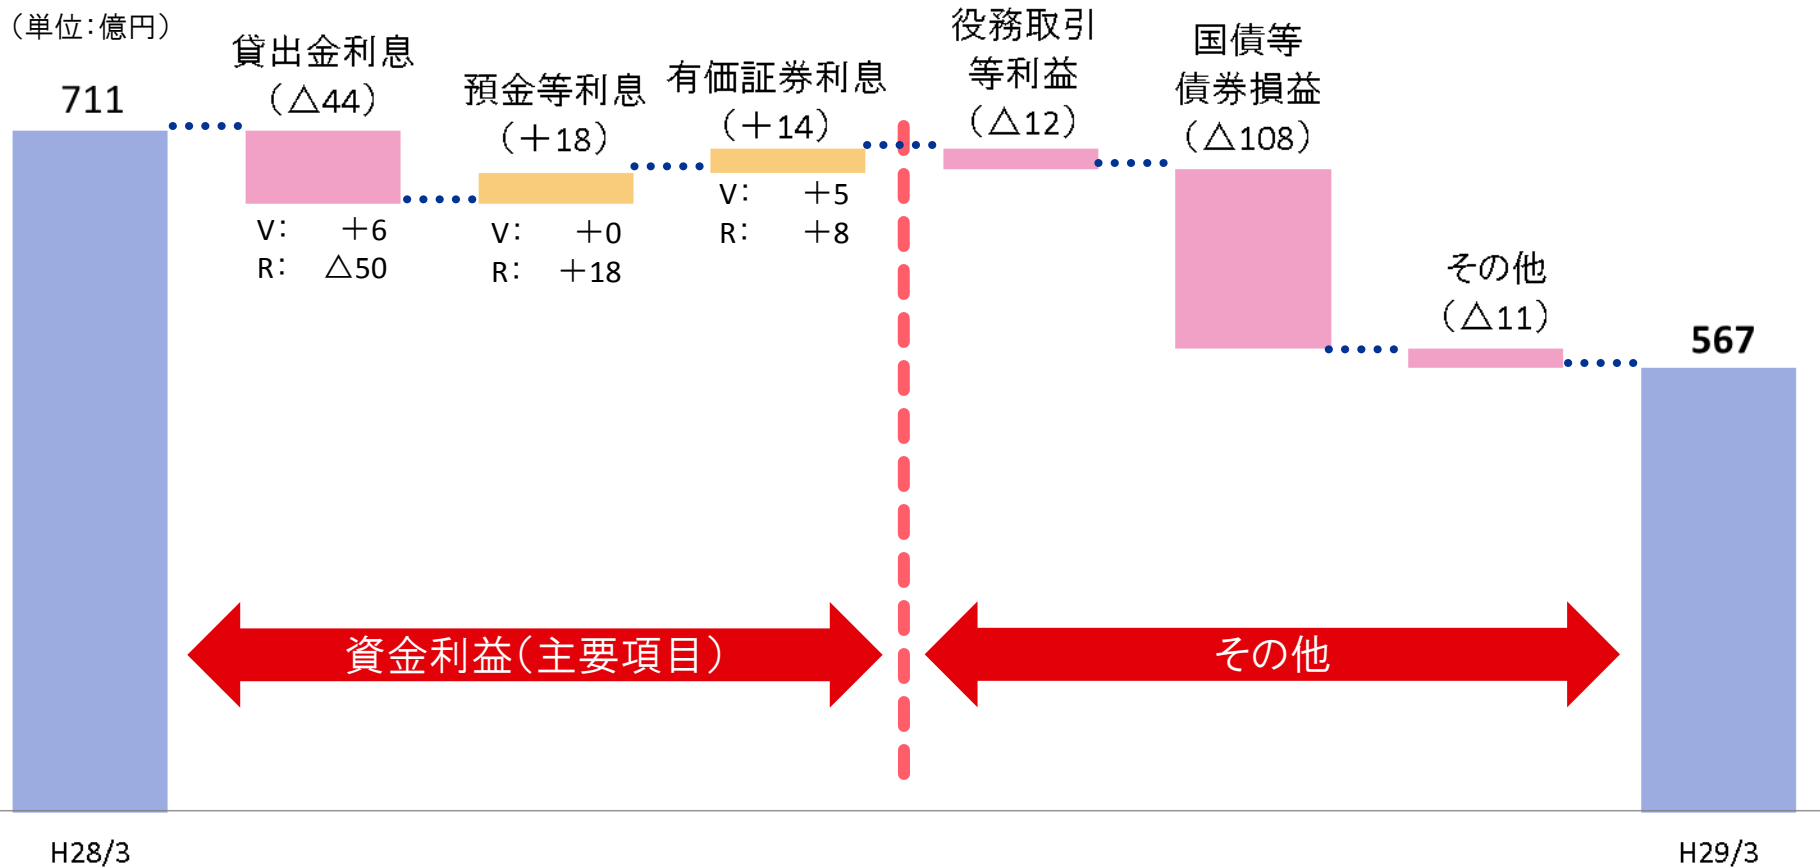 （単位：億円）
711
貸出金利息
（△44）
V： ＋6
R： △50
預金等利息
（＋18）
V： ＋0
R： ＋18
有価証券利息
（＋14）
V： ＋5
R： ＋8
役務取引
等利益
（△12）
国債等
債券損益
（△108）
その他
（△11）
567
資金利益（主要項目）
その他
H28/3
H29/3